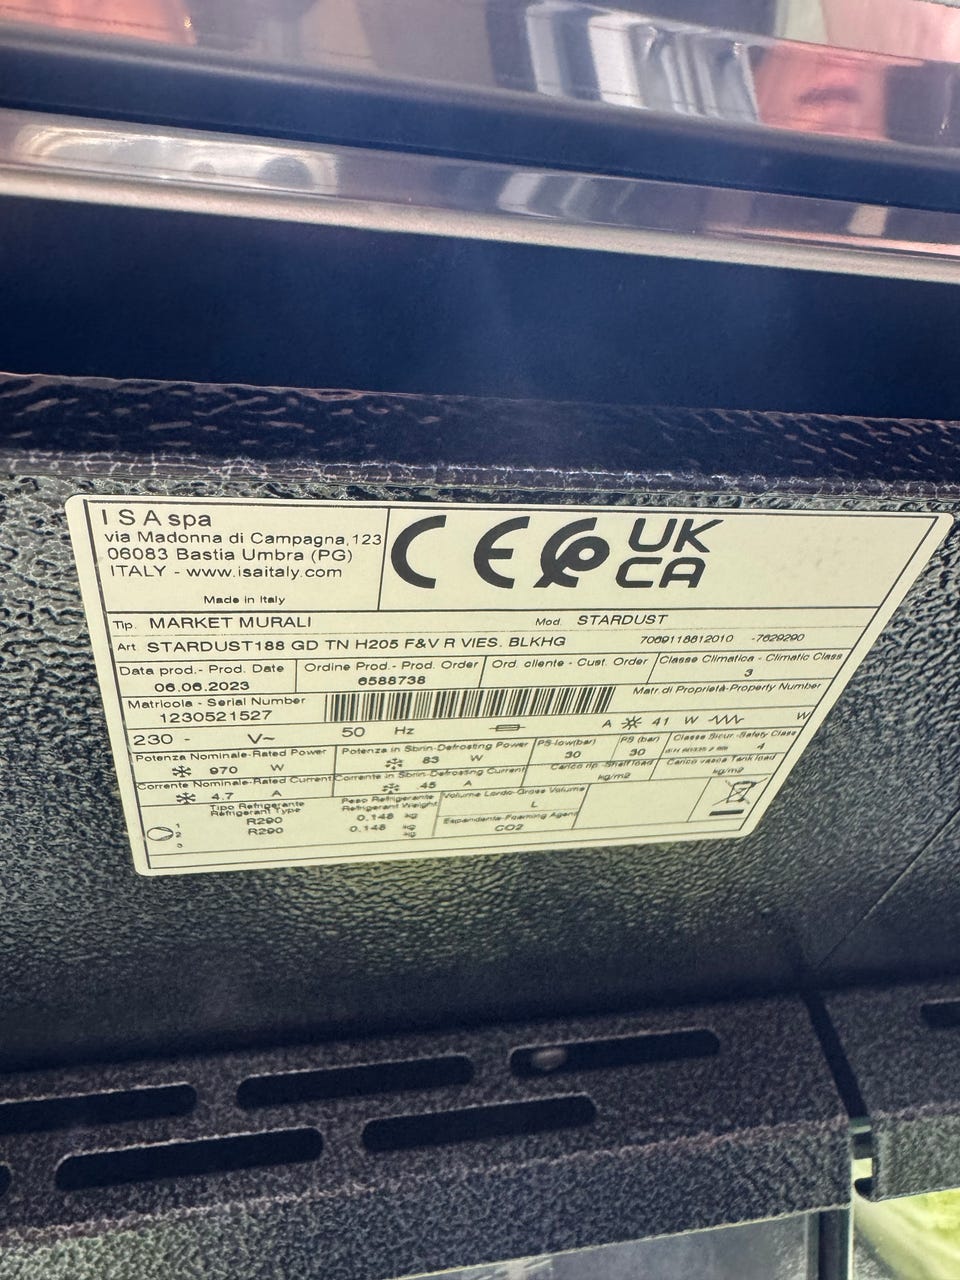 ISA spa
via Madonna di Campagna, 123
06083 Bastia Umbra (PG)
ITALY - www.isaitaly.com
Made in Italy
CE UK CA
Tip. MARKET MURALI Mod. STARDUST
Art. STARDUST188 GD TN H205 F&V R VIES. BLKHG 7069118612010 -7629290
Data prod.- Prod. Date Ordine Prod.- Prod. Order Ord. cliente - Cust. Order Classe Climatica - Climatic Class
06.06.2023 6588738 3
Matricola - Serial Number Matr.di Proprietà-Property Number
1230521527
230 - V~ 50 Hz A 41 W W
Potenza Nominale-Rated Power Potenza in Sbrin-Defrosting Power PS-low(bar) PS (bar) Classe Sicur.-Safety Class
970 W 83 W 30 30 4
Corrente Nominale-Rated Current Corrente in Sbrin-Defrosting Current Carico rip.-Shelf load Carico vasca Tank load
4.7 A 45 A kg/m2 kg/m2
Tipo Refrigerante Peso Refrigerante Volume Lordo-Gross Volume
Refrigerant Type Refrigerant Weight L
1 R290 0.148 kg Espandente-Foaming Agent
2 R290 0.148 kg CO2
3